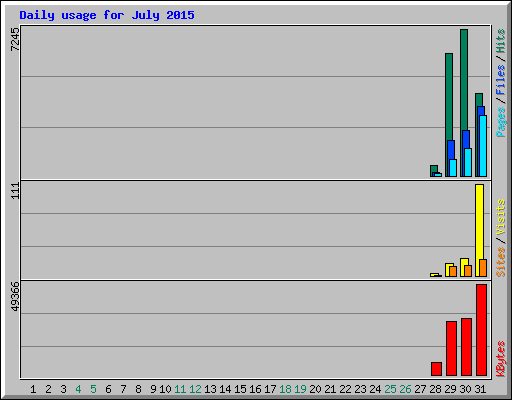 Daily usage for July 2015
7245
Pages/Files/Hits
111
Sites/Visits
49366
KBytes
1 2 3 4 5 6 7 8 9 10 11 12 13 14 15 16 17 18 19 20 21 22 23 24 25 26 27 28 29 30 31